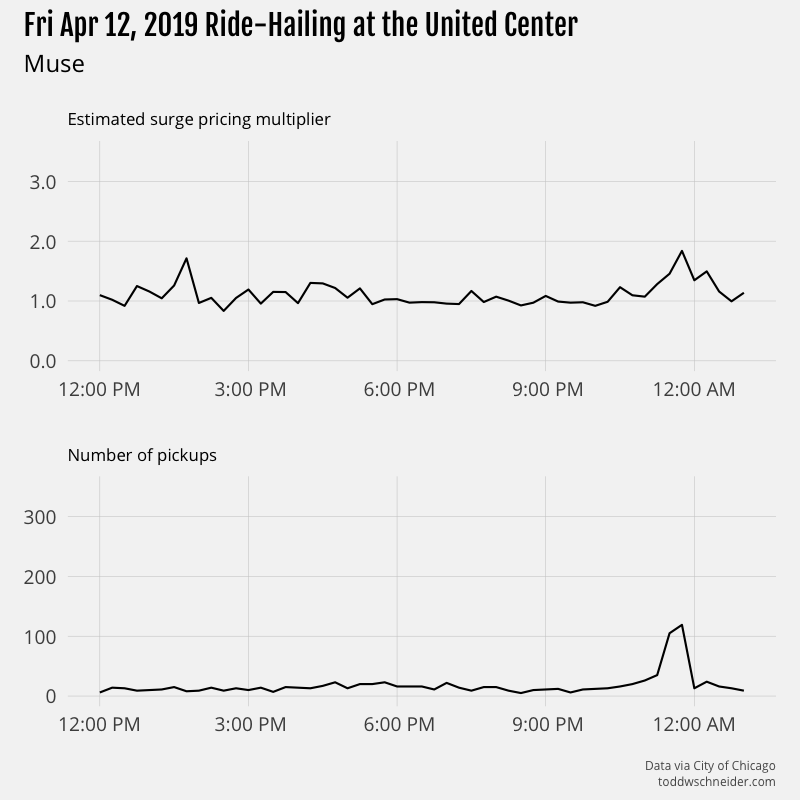 Fri Apr 12, 2019 Ride-Hailing at the United Center
Muse
Estimated surge pricing multiplier
3.0
2.0
1.0
0.0
12:00 PM 3:00 PM 6:00 PM 9:00 PM 12:00 AM
Number of pickups
300
200
100
0
12:00 PM 3:00 PM 6:00 PM 9:00 PM 12:00 AM
Data via City of Chicago
toddwschneider.com